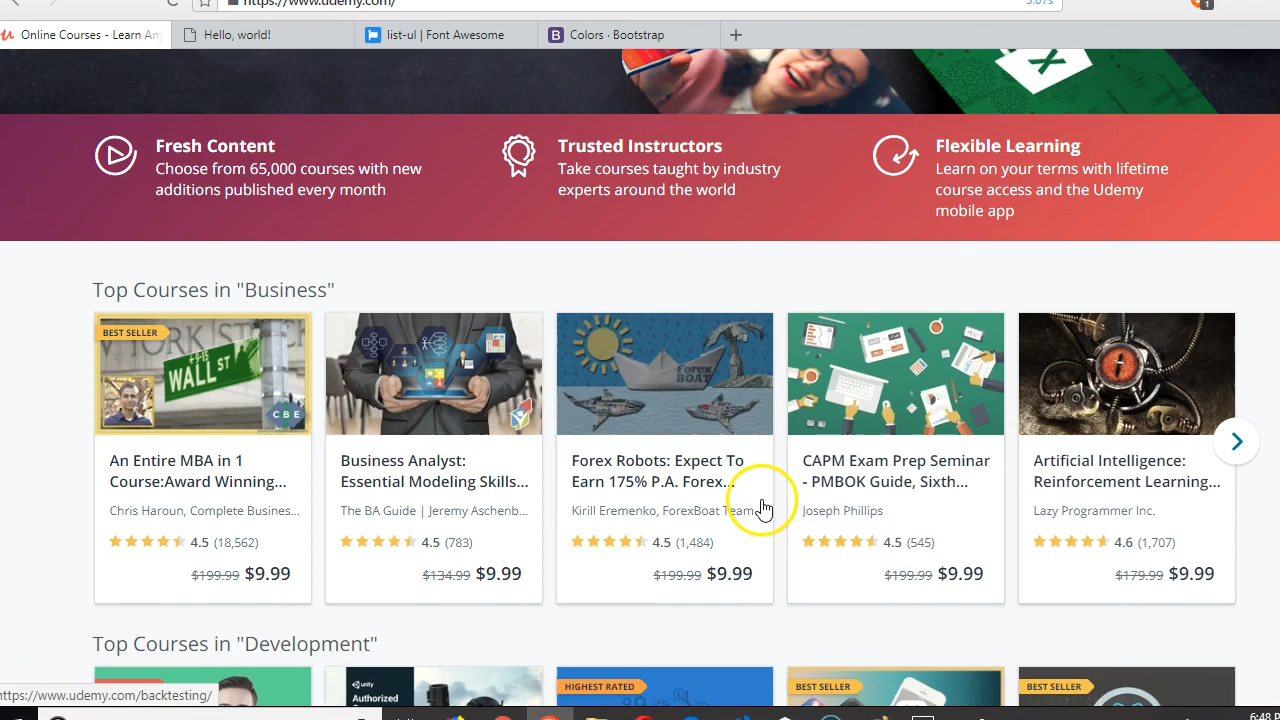 https://www.udemy.com/
Online Courses - Learn Any
Hello, world!
list-ul | Font Awesome
Colors · Bootstrap
Fresh Content
Choose from 65,000 courses with new
additions published every month
Trusted Instructors
Take courses taught by industry
experts around the world
Flexible Learning
Learn on your terms with lifetime
course access and the Udemy
mobile app
Top Courses in "Business"
BEST SELLER
WALL ST
CBE
An Entire MBA in 1
Course:Award Winning...
Chris Haroun, Complete Busines...
4.5 (18,562)
$199.99 $9.99
Business Analyst:
Essential Modeling Skills...
The BA Guide | Jeremy Aschenb...
4.5 (783)
$134.99 $9.99
Forex
BOAT
Forex Robots: Expect To
Earn 175% P.A. Forex...
Kirill Eremenko, ForexBoat Team
4.5 (1,484)
$199.99 $9.99
CAPM Exam Prep Seminar
- PMBOK Guide, Sixth...
Joseph Phillips
4.5 (545)
$199.99 $9.99
Artificial Intelligence:
Reinforcement Learning...
Lazy Programmer Inc.
4.6 (1,707)
$179.99 $9.99
Top Courses in "Development"
unity
Authorized
HIGHEST RATED
BEST SELLER
BEST SELLER
https://www.udemy.com/backtesting/